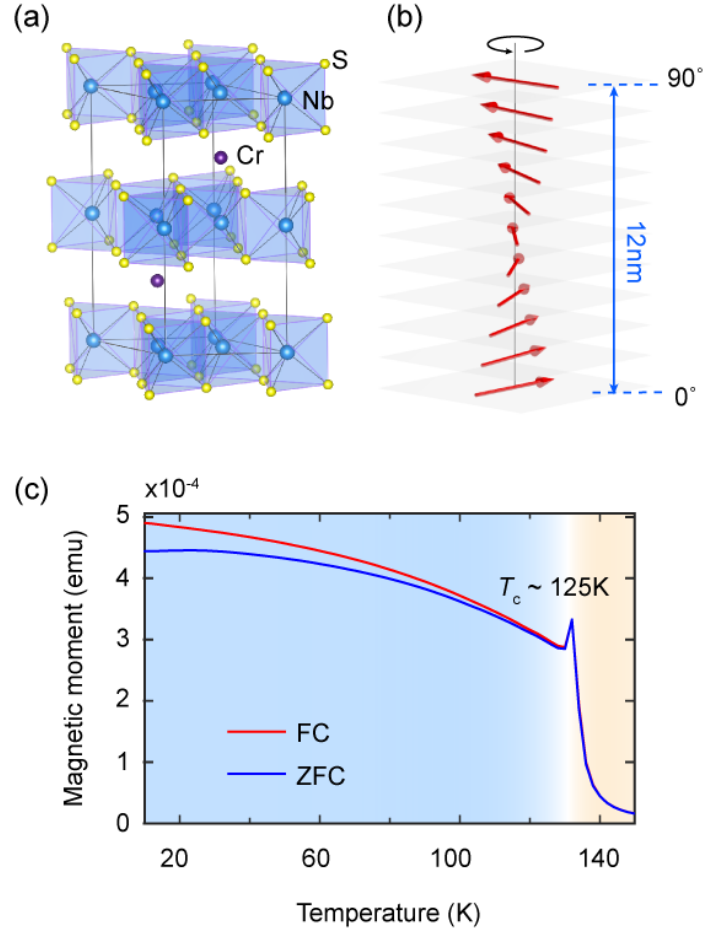 (a)
S
Nb
Cr
(b)
90°
12nm
0°
(c)
x10⁻⁴
Magnetic moment (emu)
5
4
3
2
1
0
Tc ~ 125K
FC
ZFC
20
60
100
140
Temperature (K)